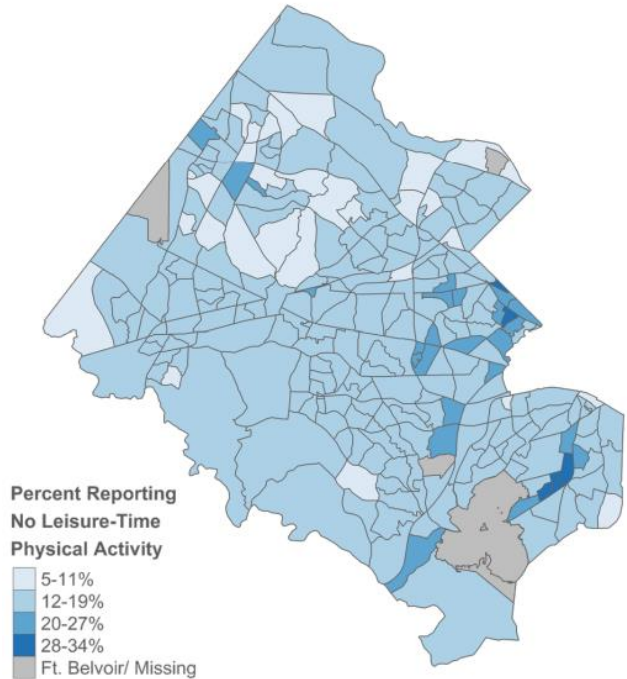 Percent Reporting
No Leisure-Time
Physical Activity
5-11%
12-19%
20-27%
28-34%
Ft. Belvoir/ Missing